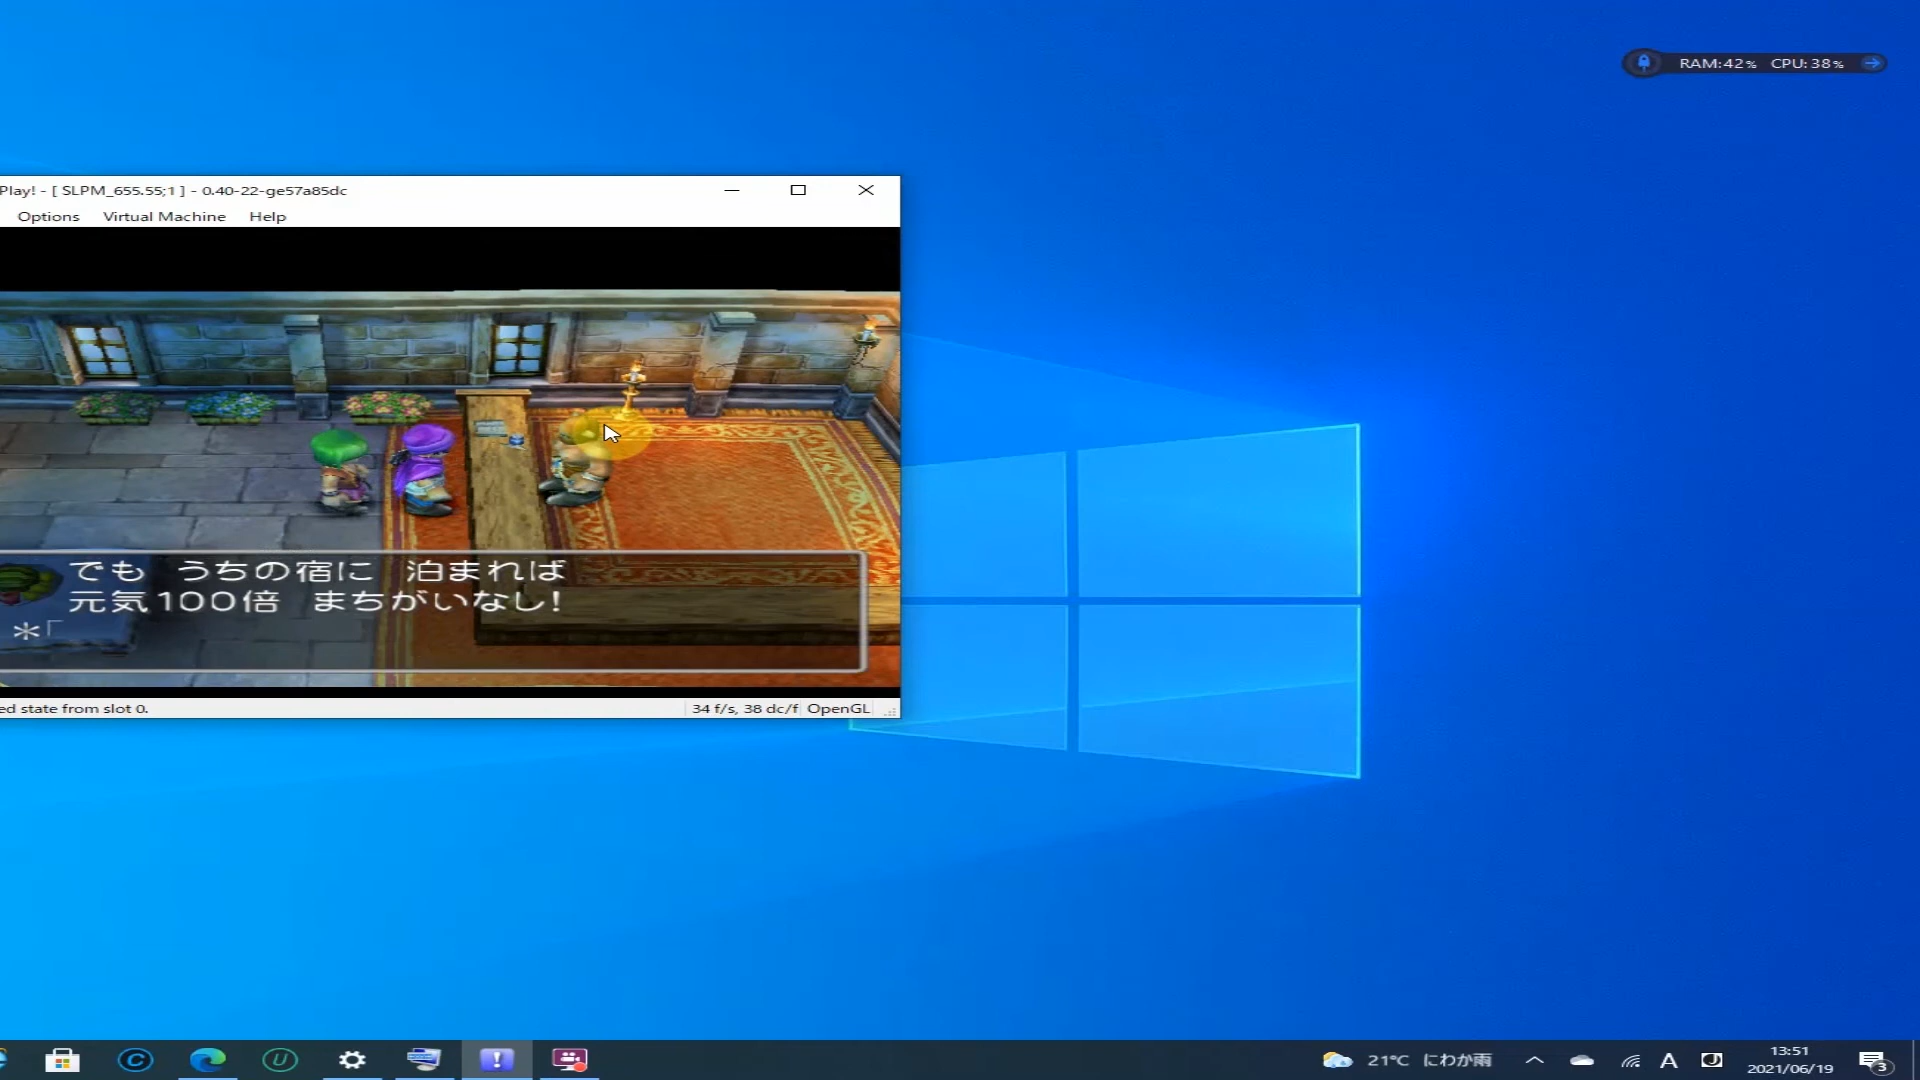 RAM:42% CPU:38%
Play! - [ SLPM_655.55;1 ] - 0.40-22-ge57a85dc
Options Virtual Machine Help
でも うちの宿に 泊まれば
元気100倍 まちがいなし!
*「
ed state from slot 0.
34 f/s, 38 dc/f OpenGL
21℃ にわか雨
A
J
13:51
2021/06/19
3